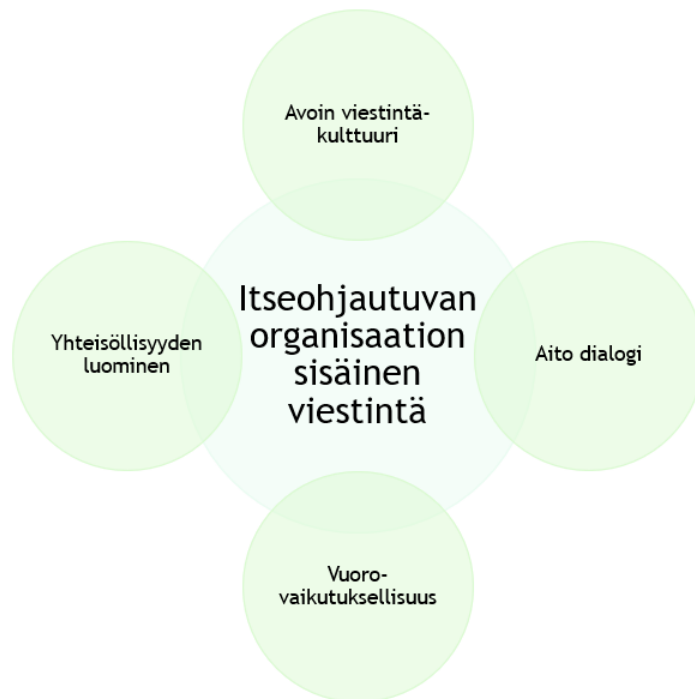 Avoin viestintä-
kulttuuri
Itseohjautuvan
organisaation
sisäinen
viestintä
Yhteisöllisyyden
luominen
Aito dialogi
Vuoro-
vaikutuksellisuus